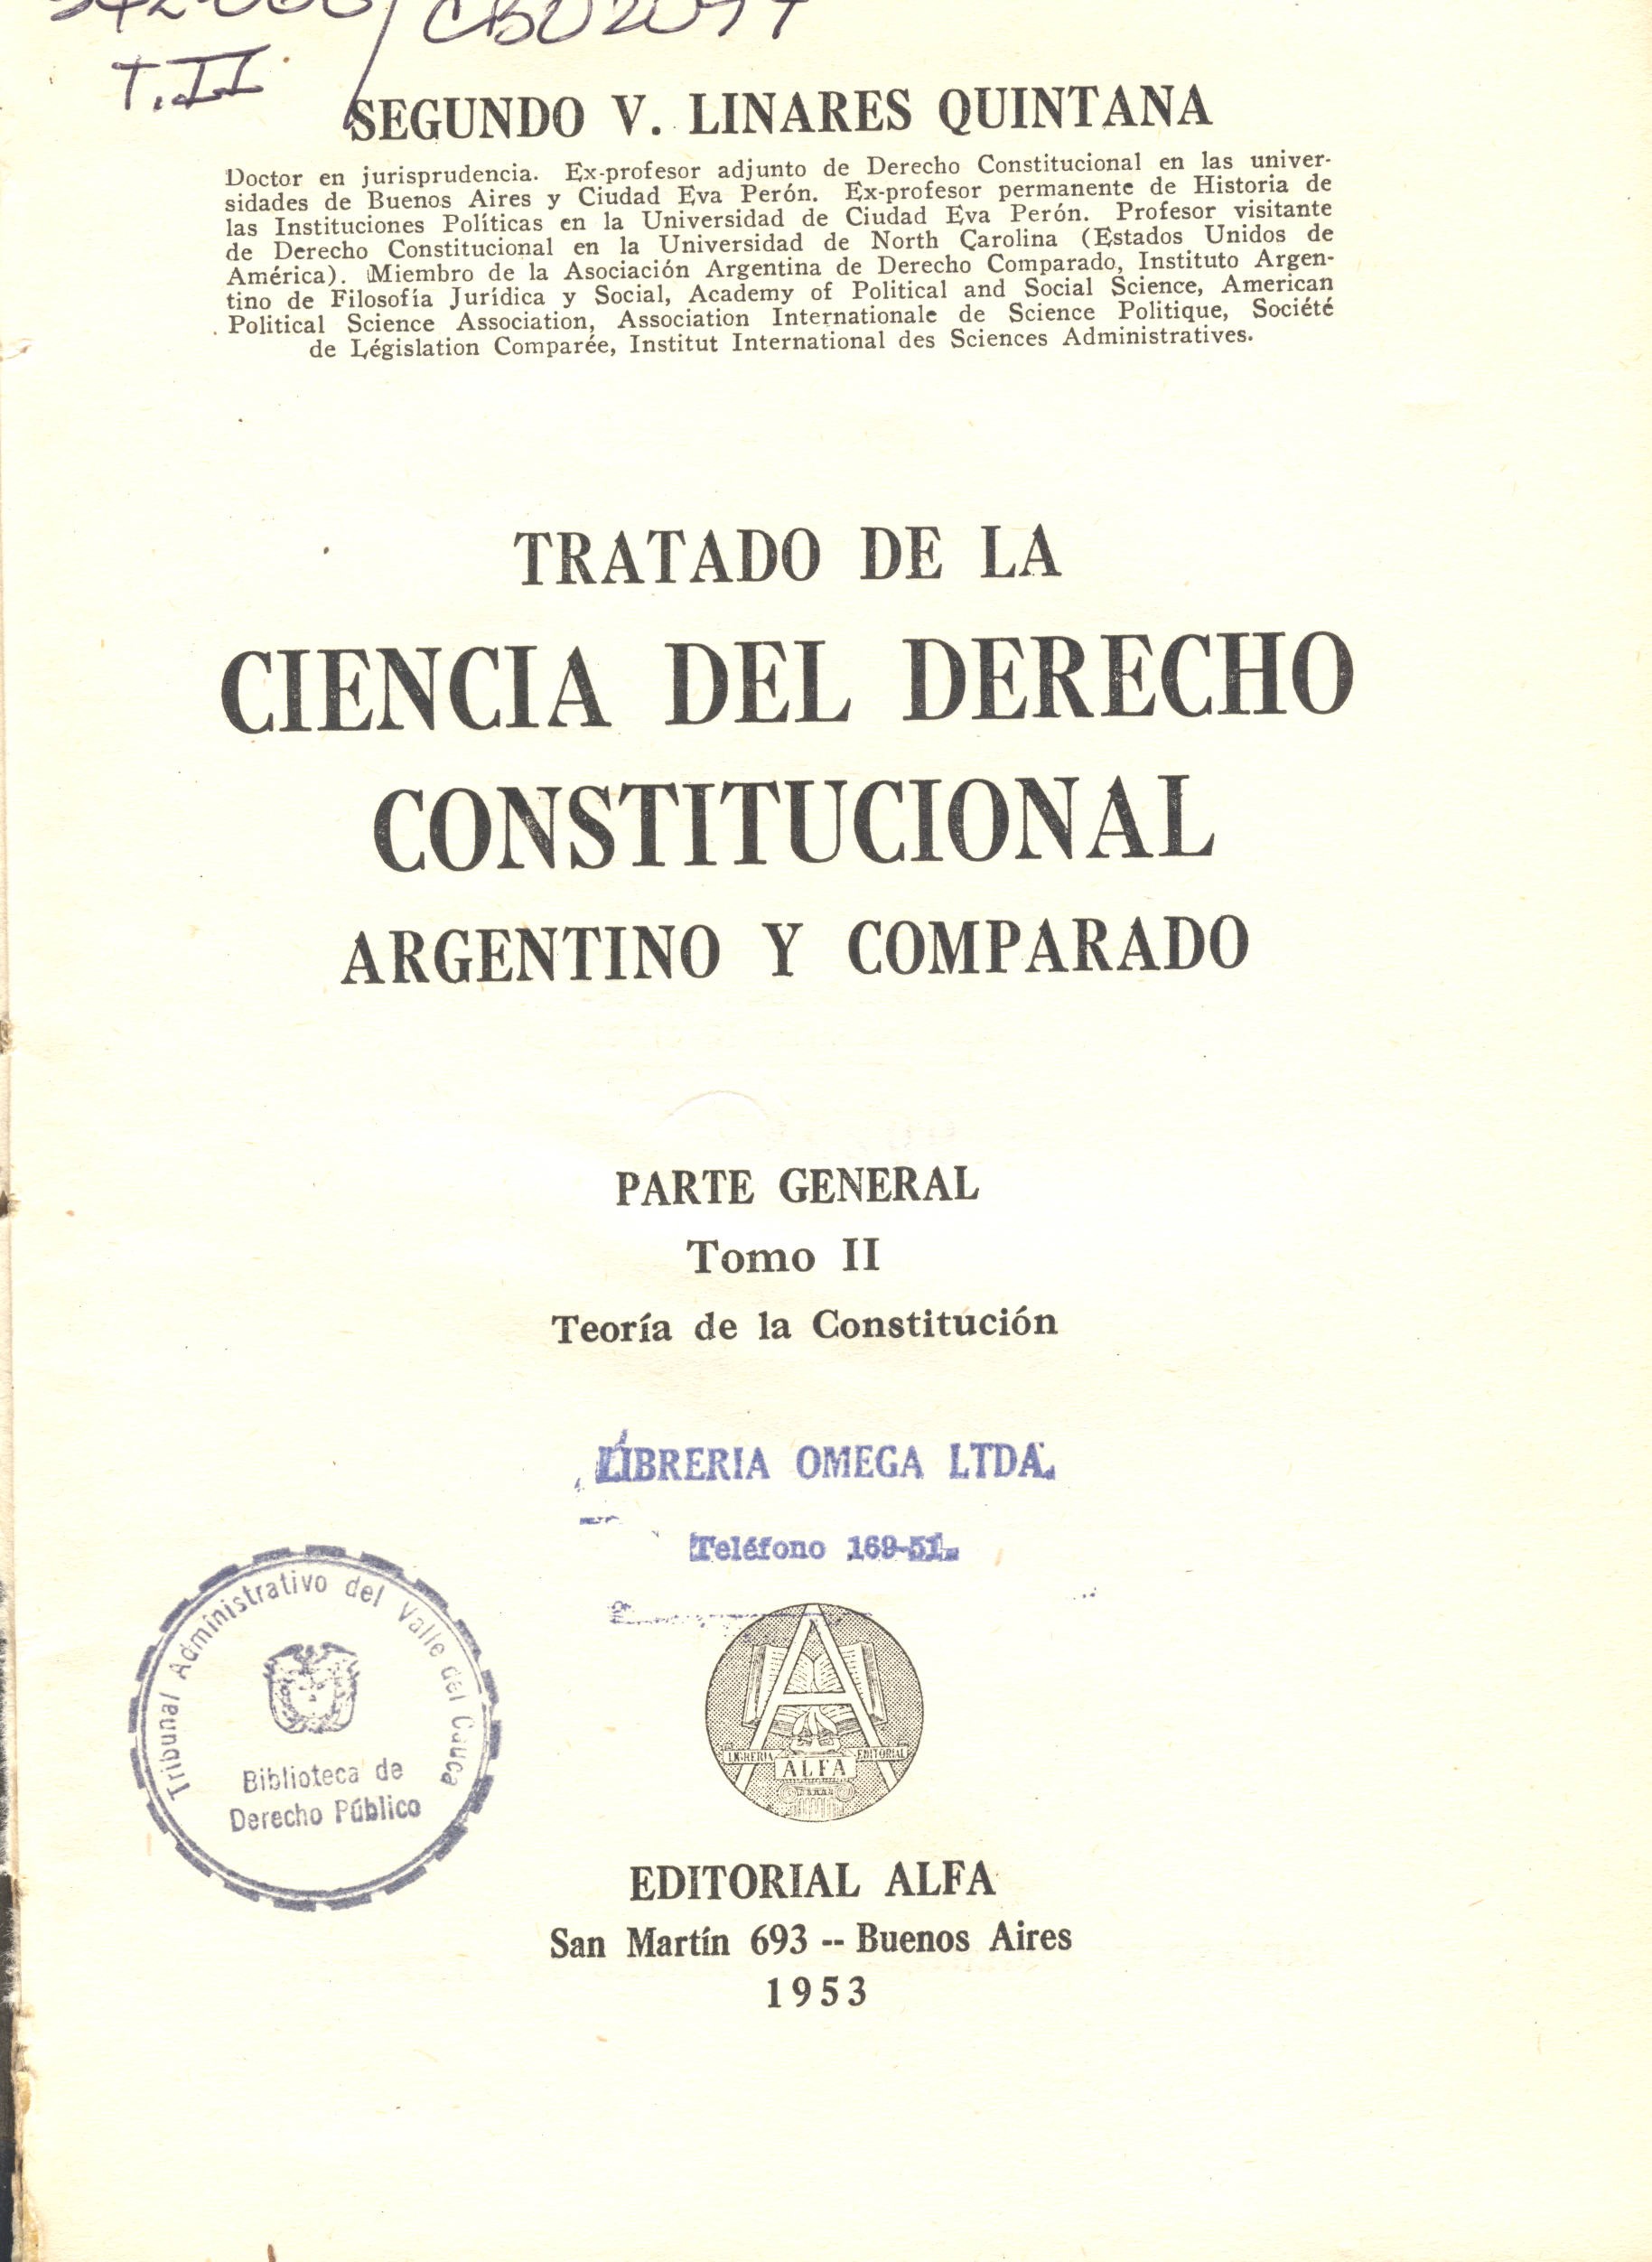 T.II
SEGUNDO V. LINARES QUINTANA
Doctor en jurisprudencia. Ex-profesor adjunto de Derecho Constitucional en las univer-
sidades de Buenos Aires y Ciudad Eva Perón. Ex-profesor permanente de Historia de
las Instituciones Políticas en la Universidad de Ciudad Eva Perón. Profesor visitante
de Derecho Constitucional en la Universidad de North Carolina (Estados Unidos de
América). Miembro de la Asociación Argentina de Derecho Comparado, Instituto Argen-
tino de Filosofía Jurídica y Social, Academy of Political and Social Science, American
Political Science Association, Association Internationale de Science Politique, Société
de Législation Comparée, Institut International des Sciences Administratives.
TRATADO DE LA
CIENCIA DEL DERECHO
CONSTITUCIONAL
ARGENTINO Y COMPARADO
PARTE GENERAL
Tomo II
Teoría de la Constitución
LIBRERIA OMEGA LTDA.
Teléfono 169-51.
Tribunal Administrativo del Valle del Cauca
Biblioteca de
Derecho Público
LIBRERIA EDITORIAL
ALFA
EDITORIAL ALFA
San Martín 693 -- Buenos Aires
1953